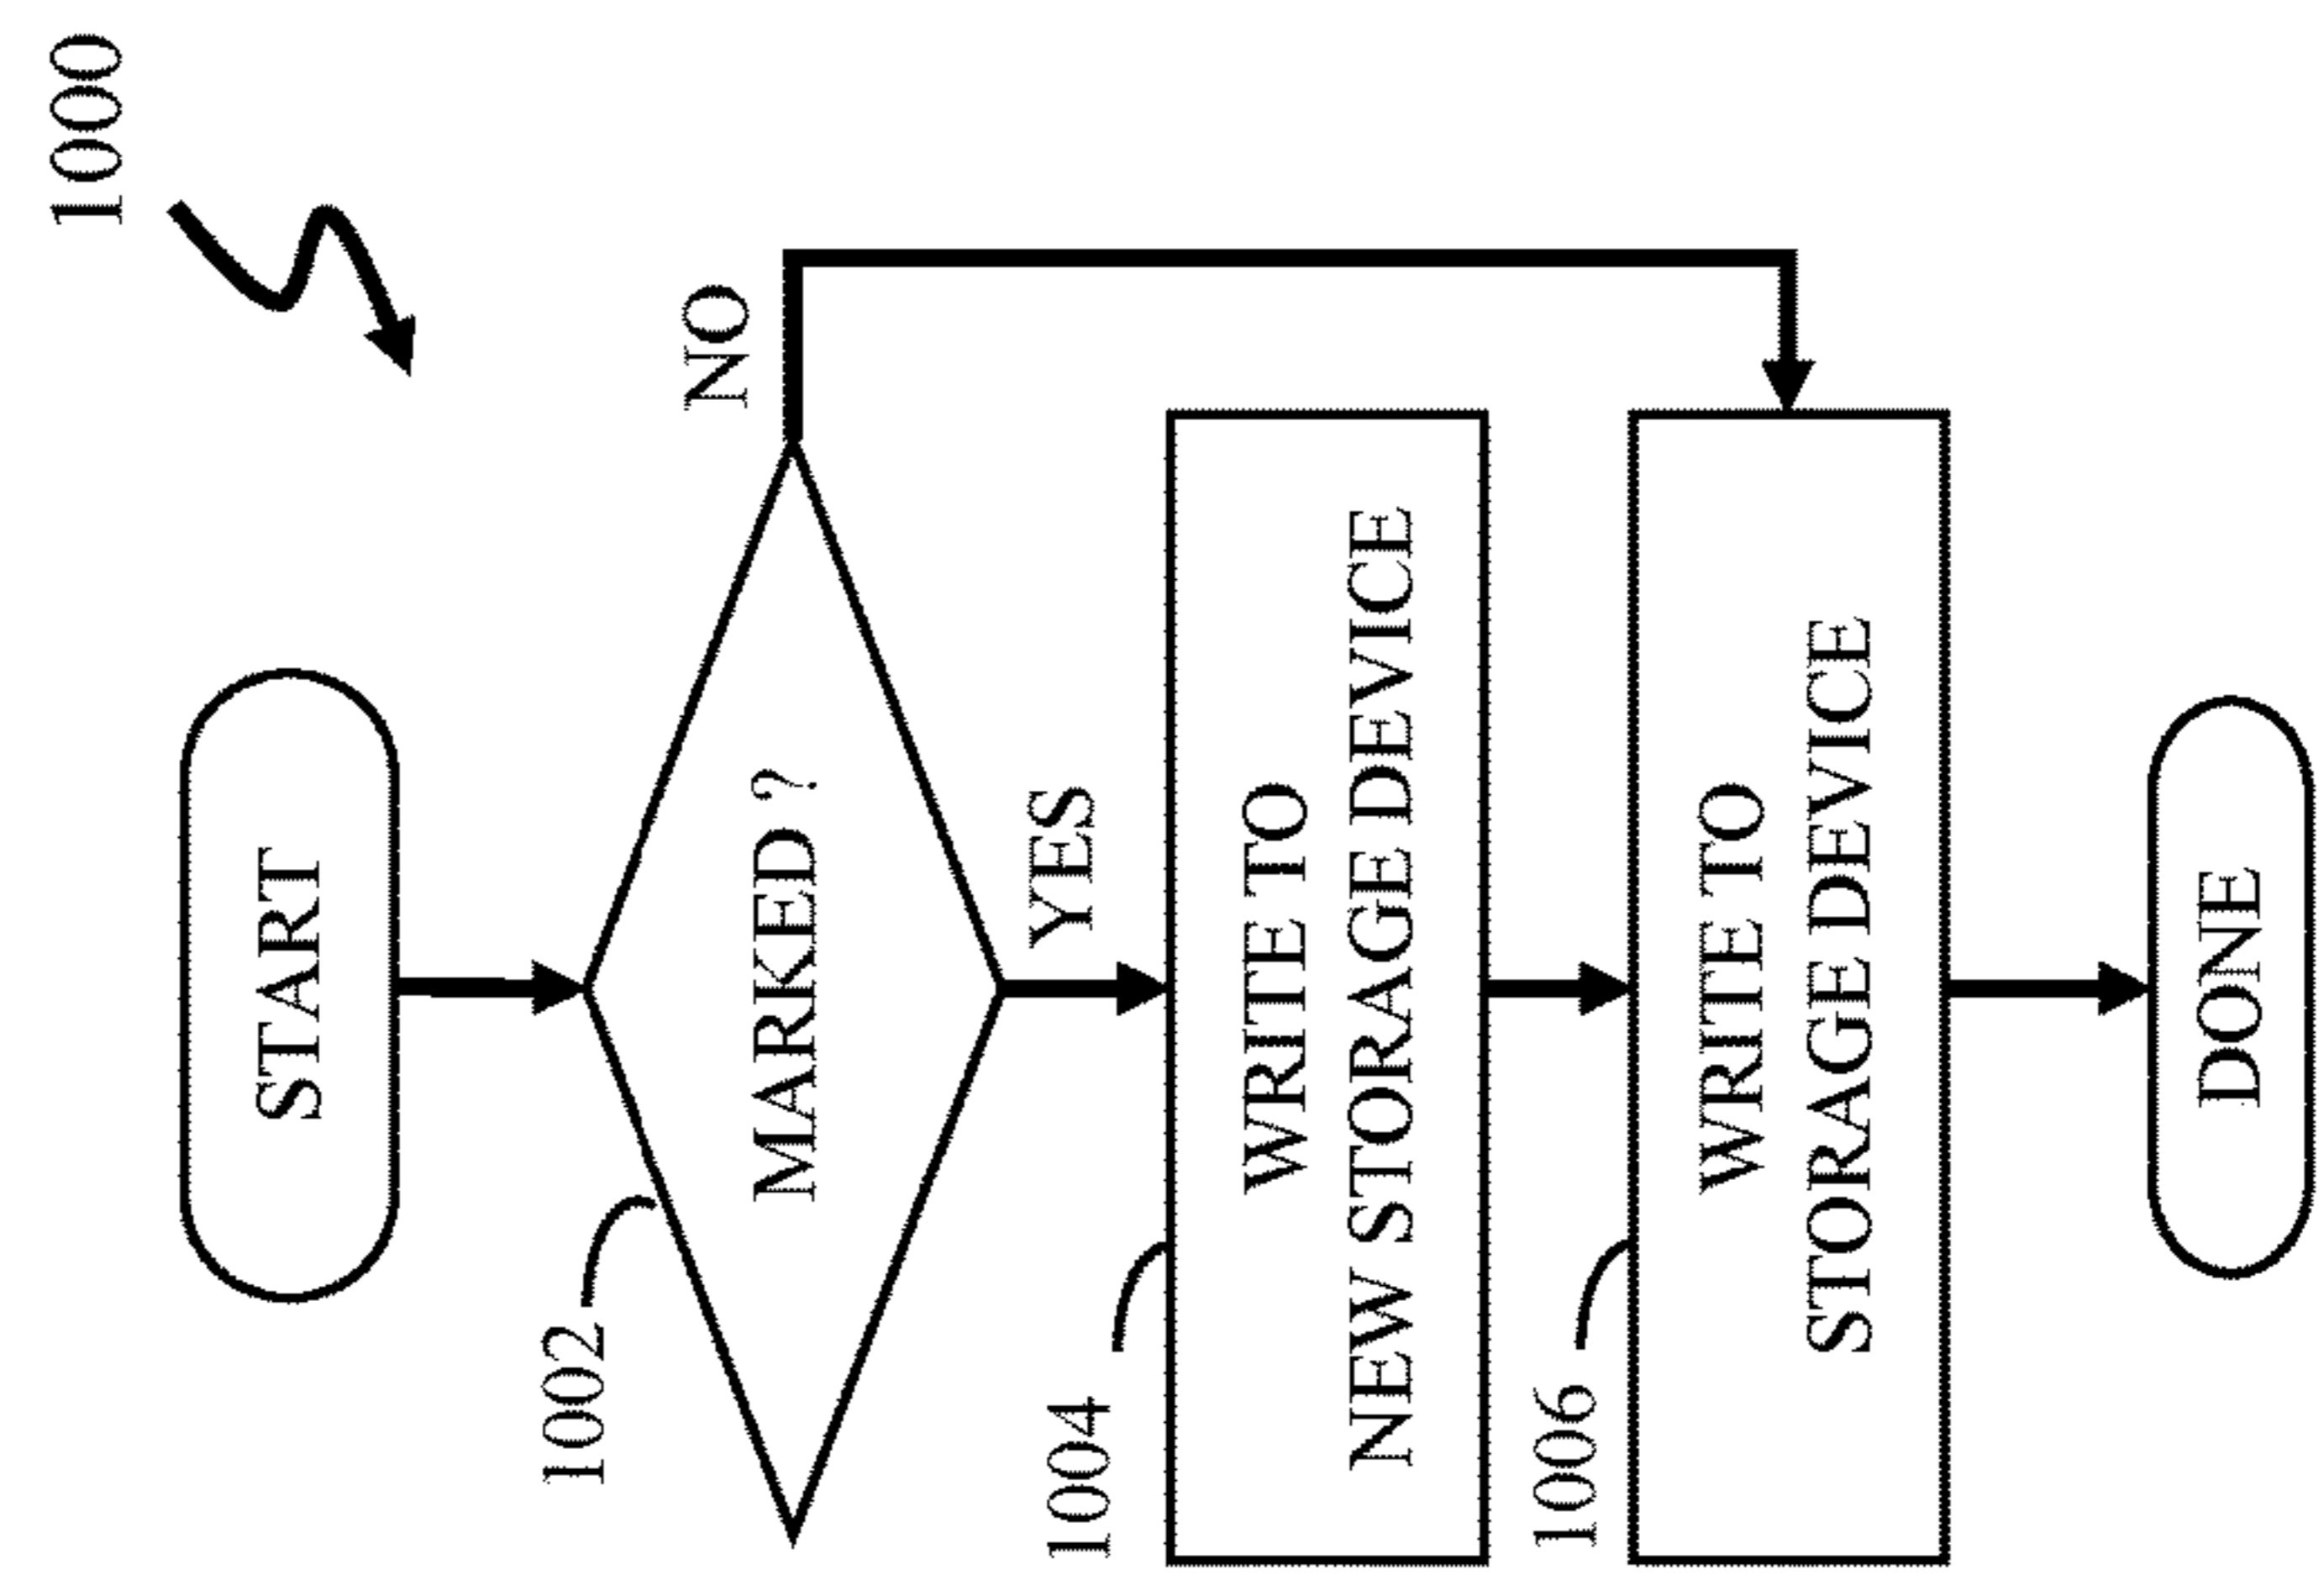 1000
START
1002
MARKED ?
NO
YES
1004
WRITE TO
NEW STORAGE DEVICE
1006
WRITE TO
STORAGE DEVICE
DONE